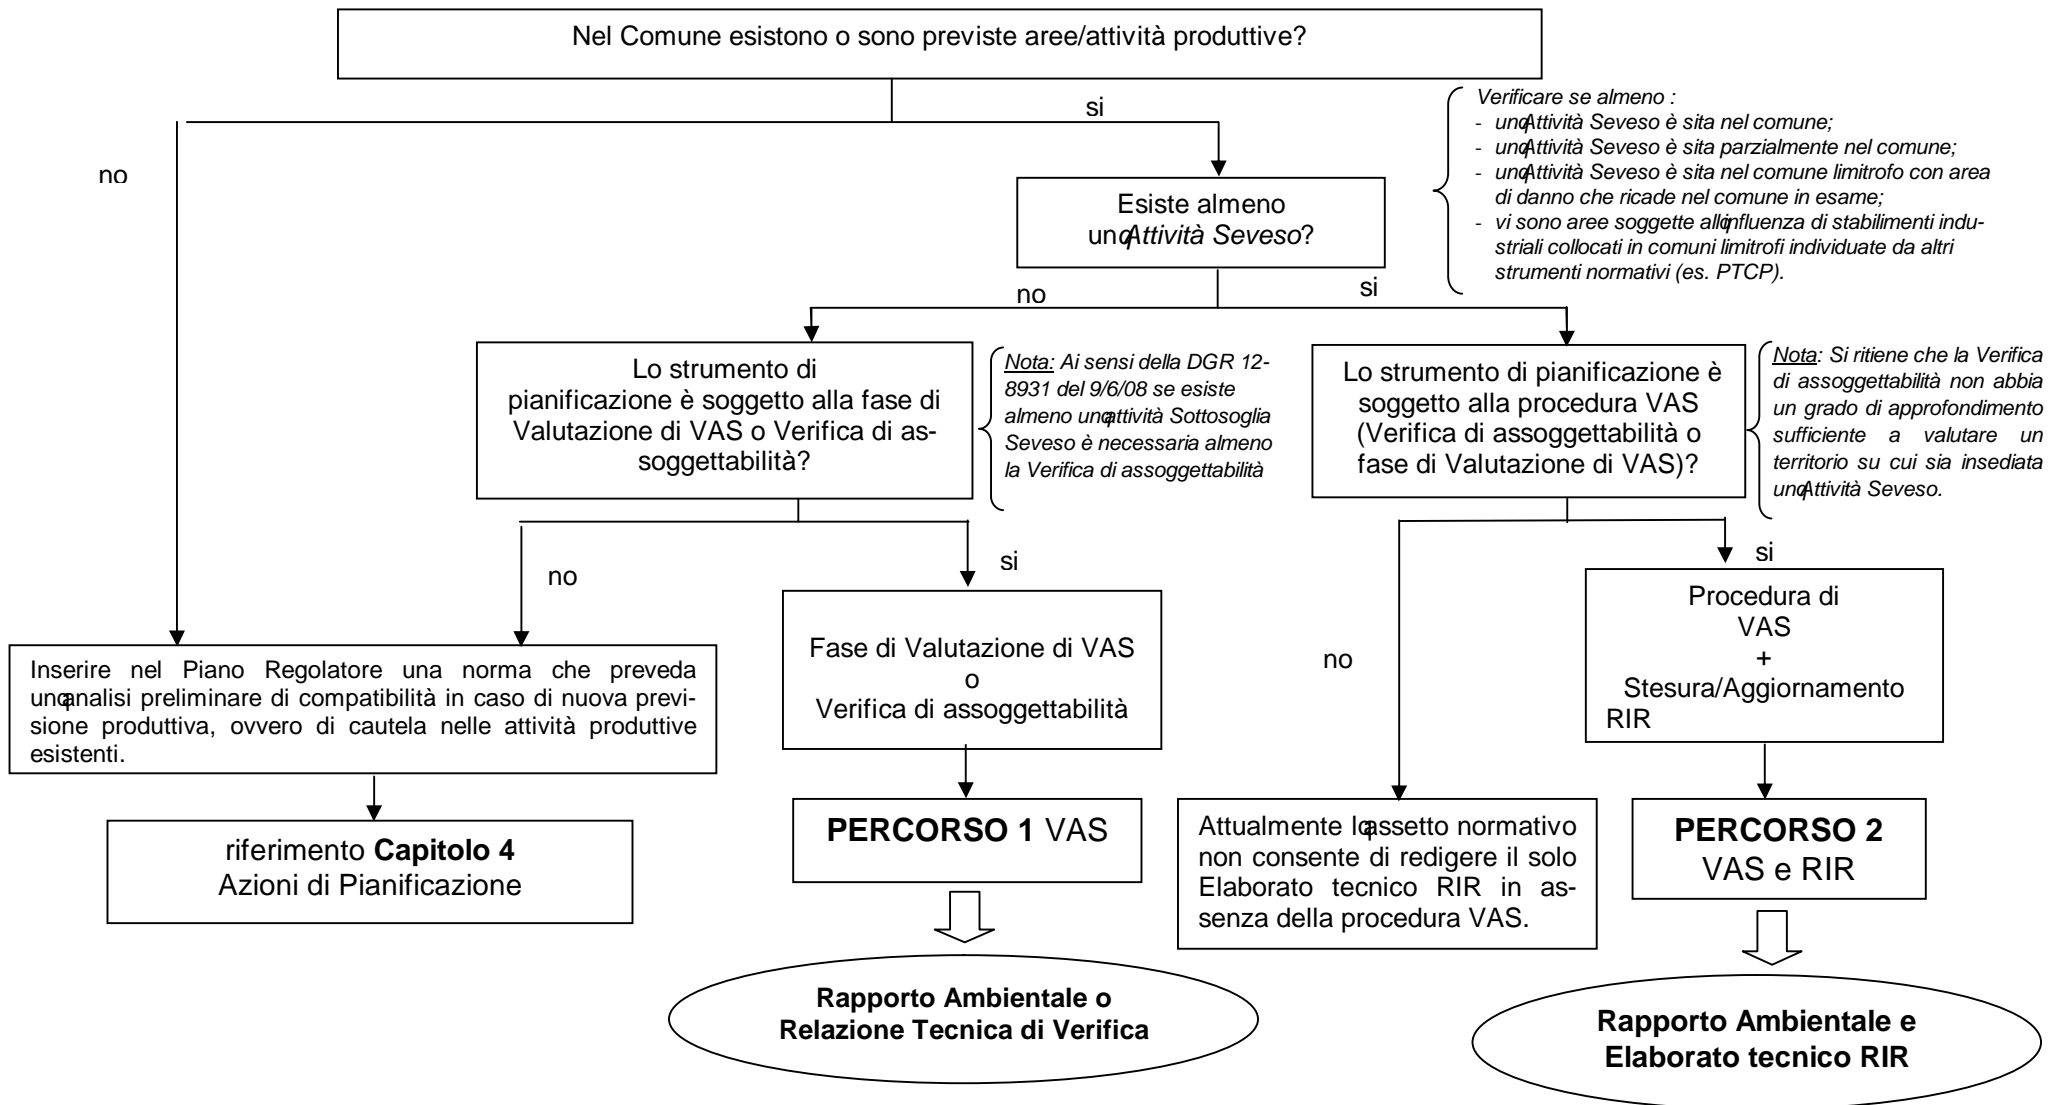 Nel Comune esistono o sono previste aree/attività produttive?
si
no
Verificare se almeno :
- un'Attività Seveso è sita nel comune;
- un'Attività Seveso è sita parzialmente nel comune;
- un'Attività Seveso è sita nel comune limitrofo con area
di danno che ricade nel comune in esame;
- vi sono aree soggette all'influenza di stabilimenti indu-
striali collocati in comuni limitrofi individuate da altri
strumenti normativi (es. PTCP).
Esiste almeno
un'Attività Seveso?
no
si
Lo strumento di
pianificazione è soggetto alla fase di
Valutazione di VAS o Verifica di as-
soggettabilità?
Nota: Ai sensi della DGR 12-
8931 del 9/6/08 se esiste
almeno un'attività Sottosoglia
Seveso è necessaria almeno
la Verifica di assoggettabilità
Lo strumento di pianificazione è
soggetto alla procedura VAS
(Verifica di assoggettabilità o
fase di Valutazione di VAS)?
Nota: Si ritiene che la Verifica
di assoggettabilità non abbia
un grado di approfondimento
sufficiente a valutare un
territorio su cui sia insediata
un'Attività Seveso.
no
si
no
si
Inserire nel Piano Regolatore una norma che preveda
un'analisi preliminare di compatibilità in caso di nuova previ-
sione produttiva, ovvero di cautela nelle attività produttive
esistenti.
Fase di Valutazione di VAS
o
Verifica di assoggettabilità
Procedura di
VAS
+
Stesura/Aggiornamento
RIR
riferimento Capitolo 4
Azioni di Pianificazione
PERCORSO 1 VAS
Attualmente l'assetto normativo
non consente di redigere il solo
Elaborato tecnico RIR in as-
senza della procedura VAS.
PERCORSO 2
VAS e RIR
Rapporto Ambientale o
Relazione Tecnica di Verifica
Rapporto Ambientale e
Elaborato tecnico RIR